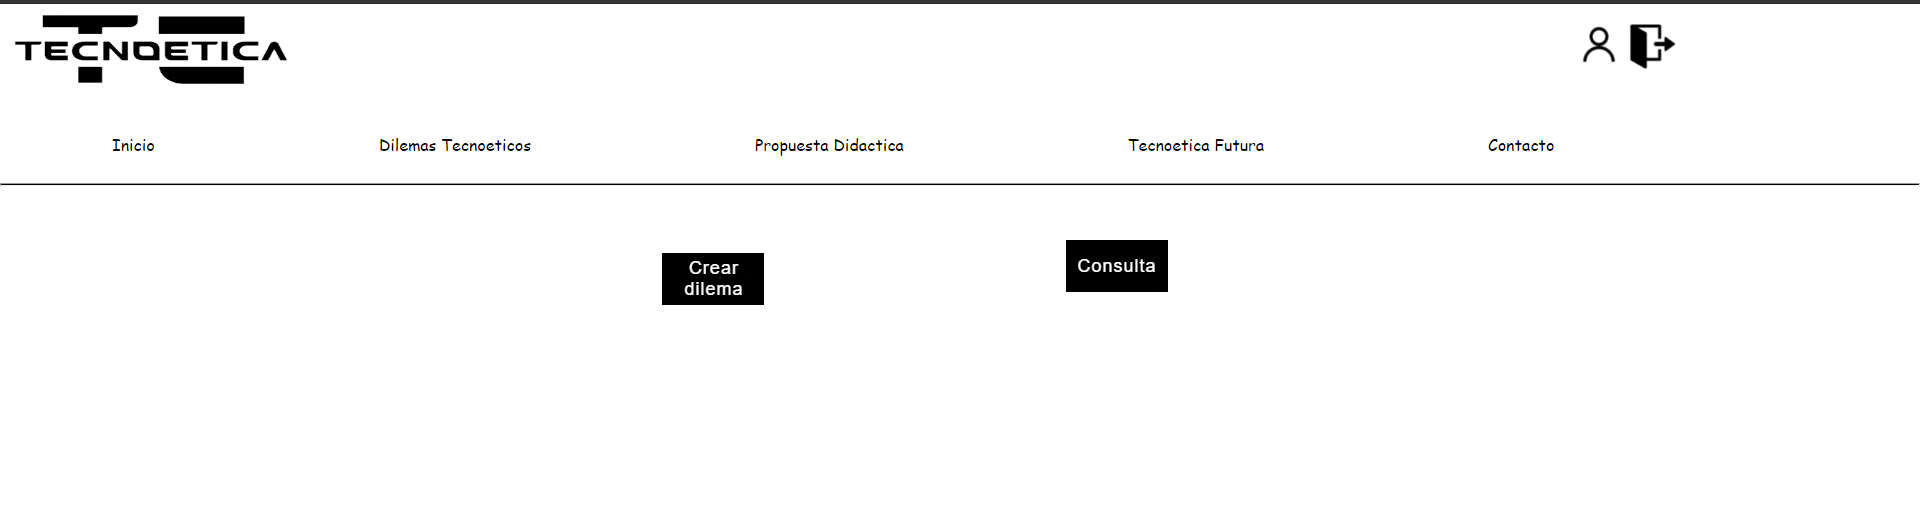 TECNOETICA
Inicio
Dilemas Tecnoeticos
Propuesta Didactica
Tecnoetica Futura
Contacto
Crear
dilema
Consulta